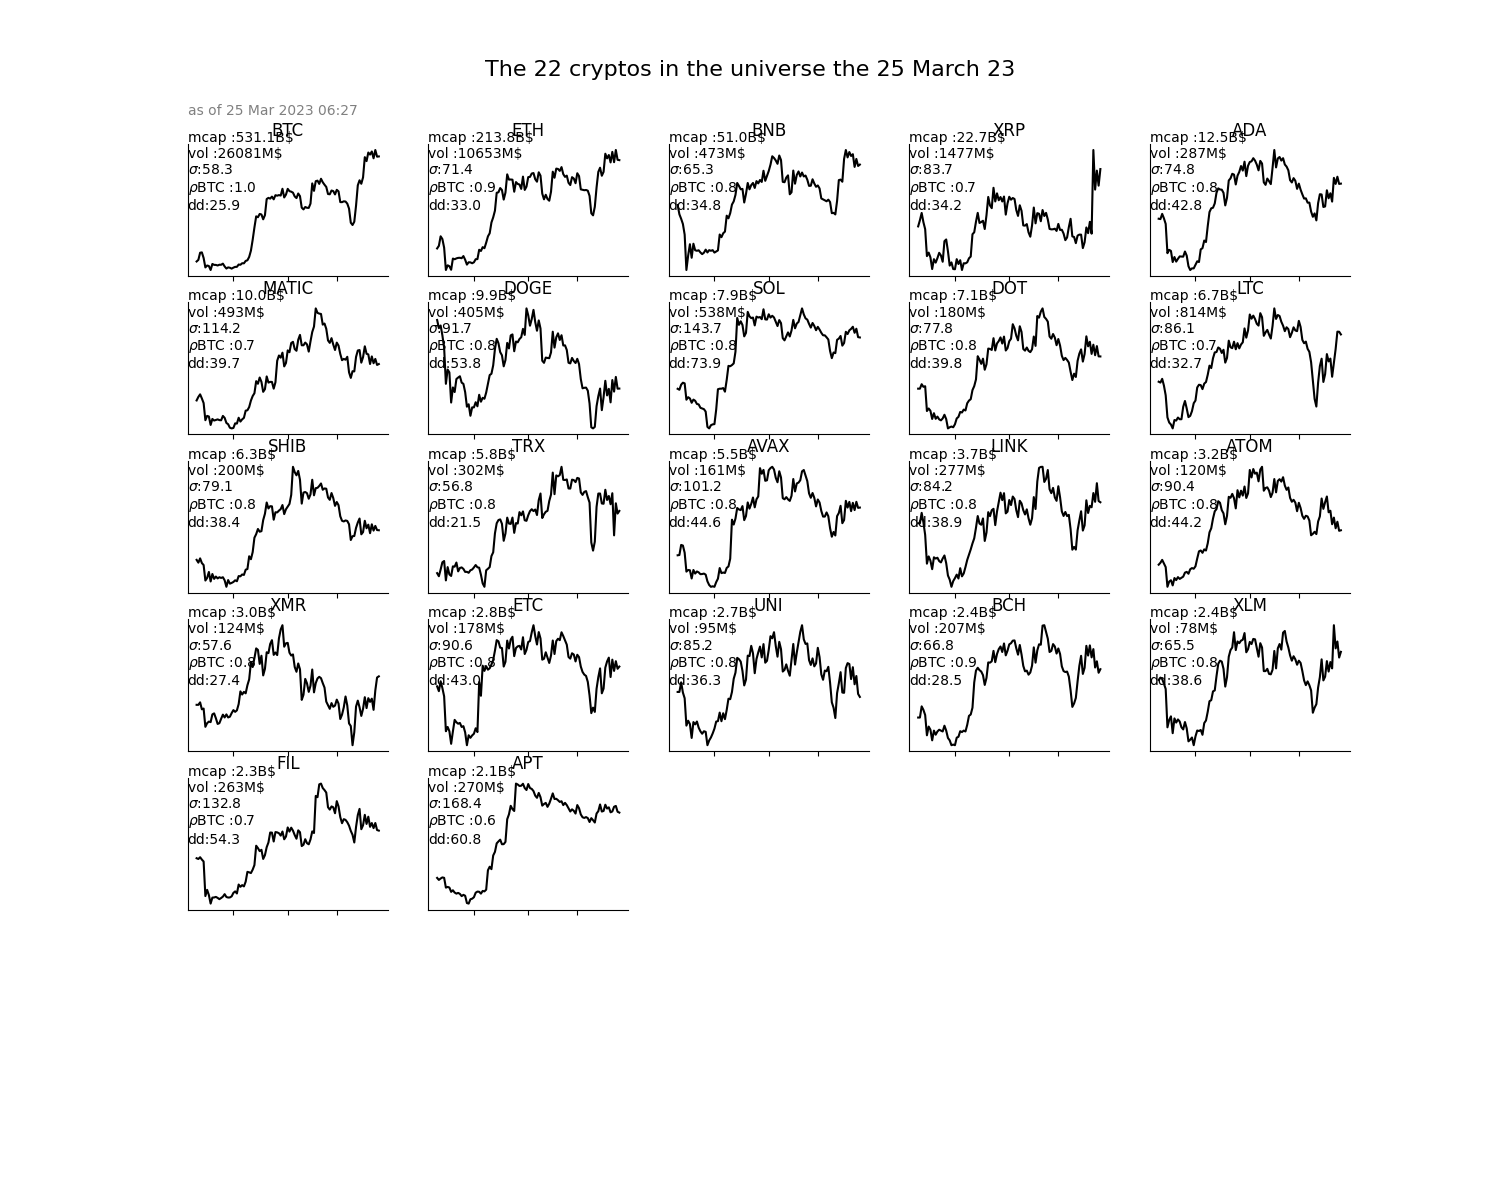 The 22 cryptos in the universe the 25 March 23
as of 25 Mar 2023 06:27
BTC
mcap :531.1B$
vol :26081M$
σ:58.3
ρBTC :1.0
dd:25.9
ETH
mcap :213.8B$
vol :10653M$
σ:71.4
ρBTC :0.9
dd:33.0
BNB
mcap :51.0B$
vol :473M$
σ:65.3
ρBTC :0.8
dd:34.8
XRP
mcap :22.7B$
vol :1477M$
σ:83.7
ρBTC :0.7
dd:34.2
ADA
mcap :12.5B$
vol :287M$
σ:74.8
ρBTC :0.8
dd:42.8
MATIC
mcap :10.0B$
vol :493M$
σ:114.2
ρBTC :0.7
dd:39.7
DOGE
mcap :9.9B$
vol :405M$
σ:91.7
ρBTC :0.8
dd:53.8
SOL
mcap :7.9B$
vol :538M$
σ:143.7
ρBTC :0.8
dd:73.9
DOT
mcap :7.1B$
vol :180M$
σ:77.8
ρBTC :0.8
dd:39.8
LTC
mcap :6.7B$
vol :814M$
σ:86.1
ρBTC :0.7
dd:32.7
SHIB
mcap :6.3B$
vol :200M$
σ:79.1
ρBTC :0.8
dd:38.4
TRX
mcap :5.8B$
vol :302M$
σ:56.8
ρBTC :0.8
dd:21.5
AVAX
mcap :5.5B$
vol :161M$
σ:101.2
ρBTC :0.8
dd:44.6
LINK
mcap :3.7B$
vol :277M$
σ:84.2
ρBTC :0.8
dd:38.9
ATOM
mcap :3.2B$
vol :120M$
σ:90.4
ρBTC :0.8
dd:44.2
XMR
mcap :3.0B$
vol :124M$
σ:57.6
ρBTC :0.8
dd:27.4
ETC
mcap :2.8B$
vol :178M$
σ:90.6
ρBTC :0.8
dd:43.0
UNI
mcap :2.7B$
vol :95M$
σ:85.2
ρBTC :0.8
dd:36.3
BCH
mcap :2.4B$
vol :207M$
σ:66.8
ρBTC :0.9
dd:28.5
XLM
mcap :2.4B$
vol :78M$
σ:65.5
ρBTC :0.8
dd:38.6
FIL
mcap :2.3B$
vol :263M$
σ:132.8
ρBTC :0.7
dd:54.3
APT
mcap :2.1B$
vol :270M$
σ:168.4
ρBTC :0.6
dd:60.8